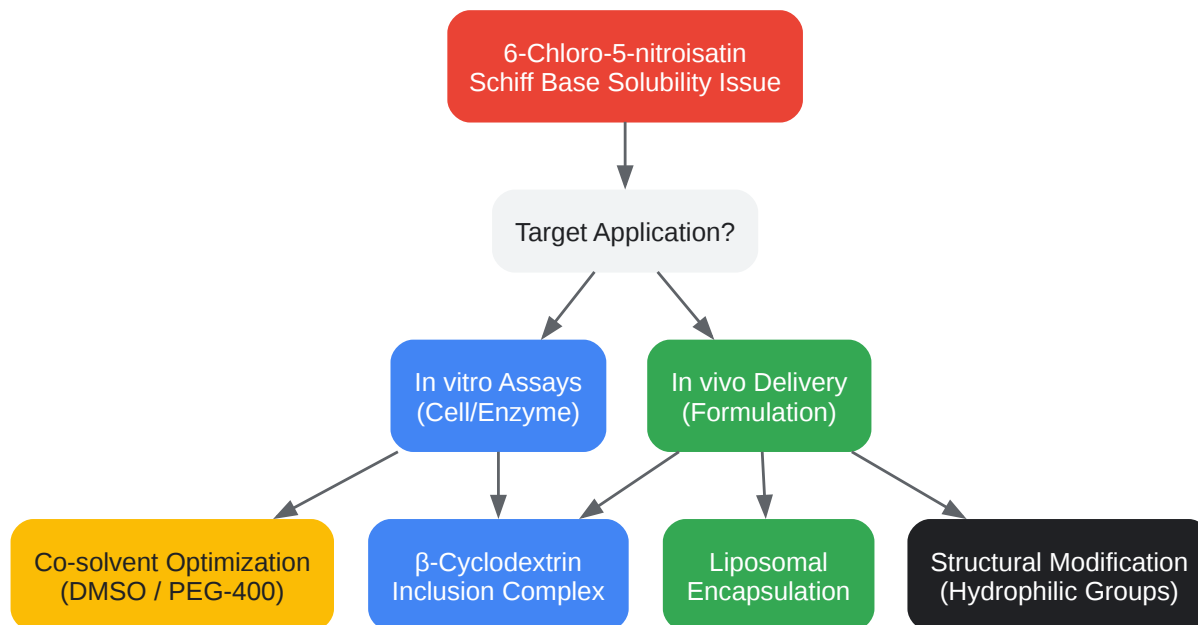 6-Chloro-5-nitroisatin
Schiff Base Solubility Issue
Target Application?
In vitro Assays
(Cell/Enzyme)
In vivo Delivery
(Formulation)
Co-solvent Optimization
(DMSO / PEG-400)
β-Cyclodextrin
Inclusion Complex
Liposomal
Encapsulation
Structural Modification
(Hydrophilic Groups)